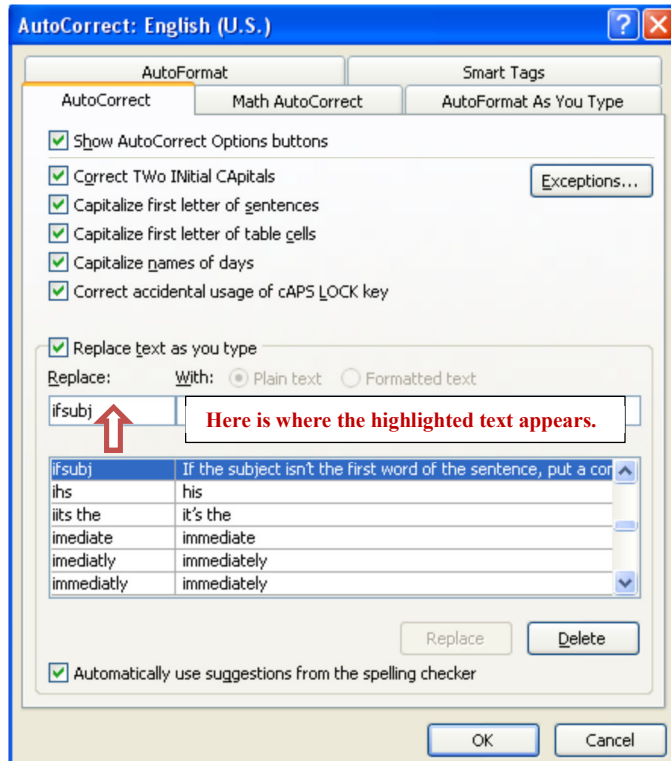 AutoCorrect: English (U.S.)
AutoFormat Smart Tags
AutoCorrect Math AutoCorrect AutoFormat As You Type
Show AutoCorrect Options buttons
Correct TWo INitial CApitals Exceptions...
Capitalize first letter of sentences
Capitalize first letter of table cells
Capitalize names of days
Correct accidental usage of cAPS LOCK key
Replace text as you type
Replace: With: Plain text Formatted text
ifsubj Here is where the highlighted text appears.
ifsubj If the subject isn't the first word of the sentence, put a
ihs his
iits the it's the
imediate immediate
imediatly immediately
immediatly immediately
Replace Delete
Automatically use suggestions from the spelling checker
OK Cancel